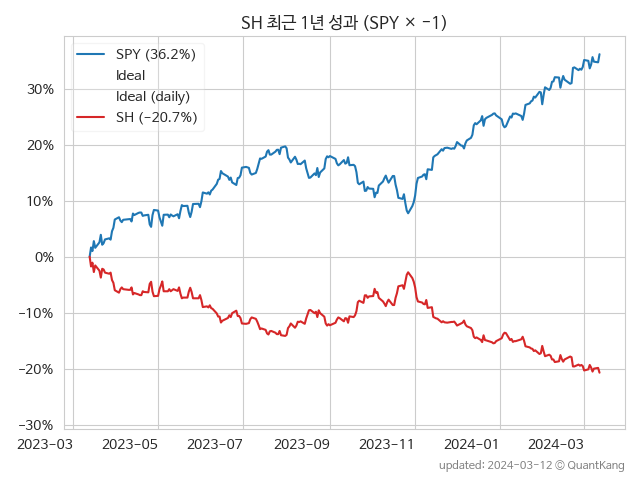 SH 최근 1년 성과 (SPY × −1)
SPY (36.2%)
Ideal
Ideal (daily)
SH (−20.7%)
30%
20%
10%
0%
−10%
−20%
−30%
2023−03 2023−05 2023−07 2023−09 2023−11 2024−01 2024−03
updated: 2024−03−12 © QuantKang